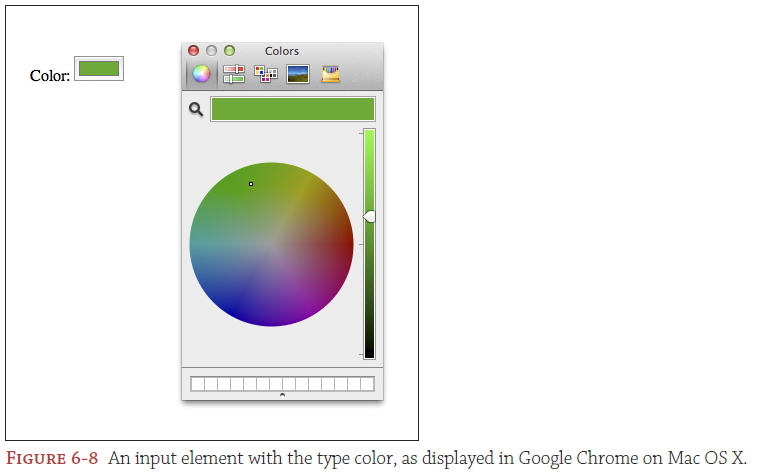 Colors
Color:
FIGURE 6-8 An input element with the type color, as displayed in Google Chrome on Mac OS X.